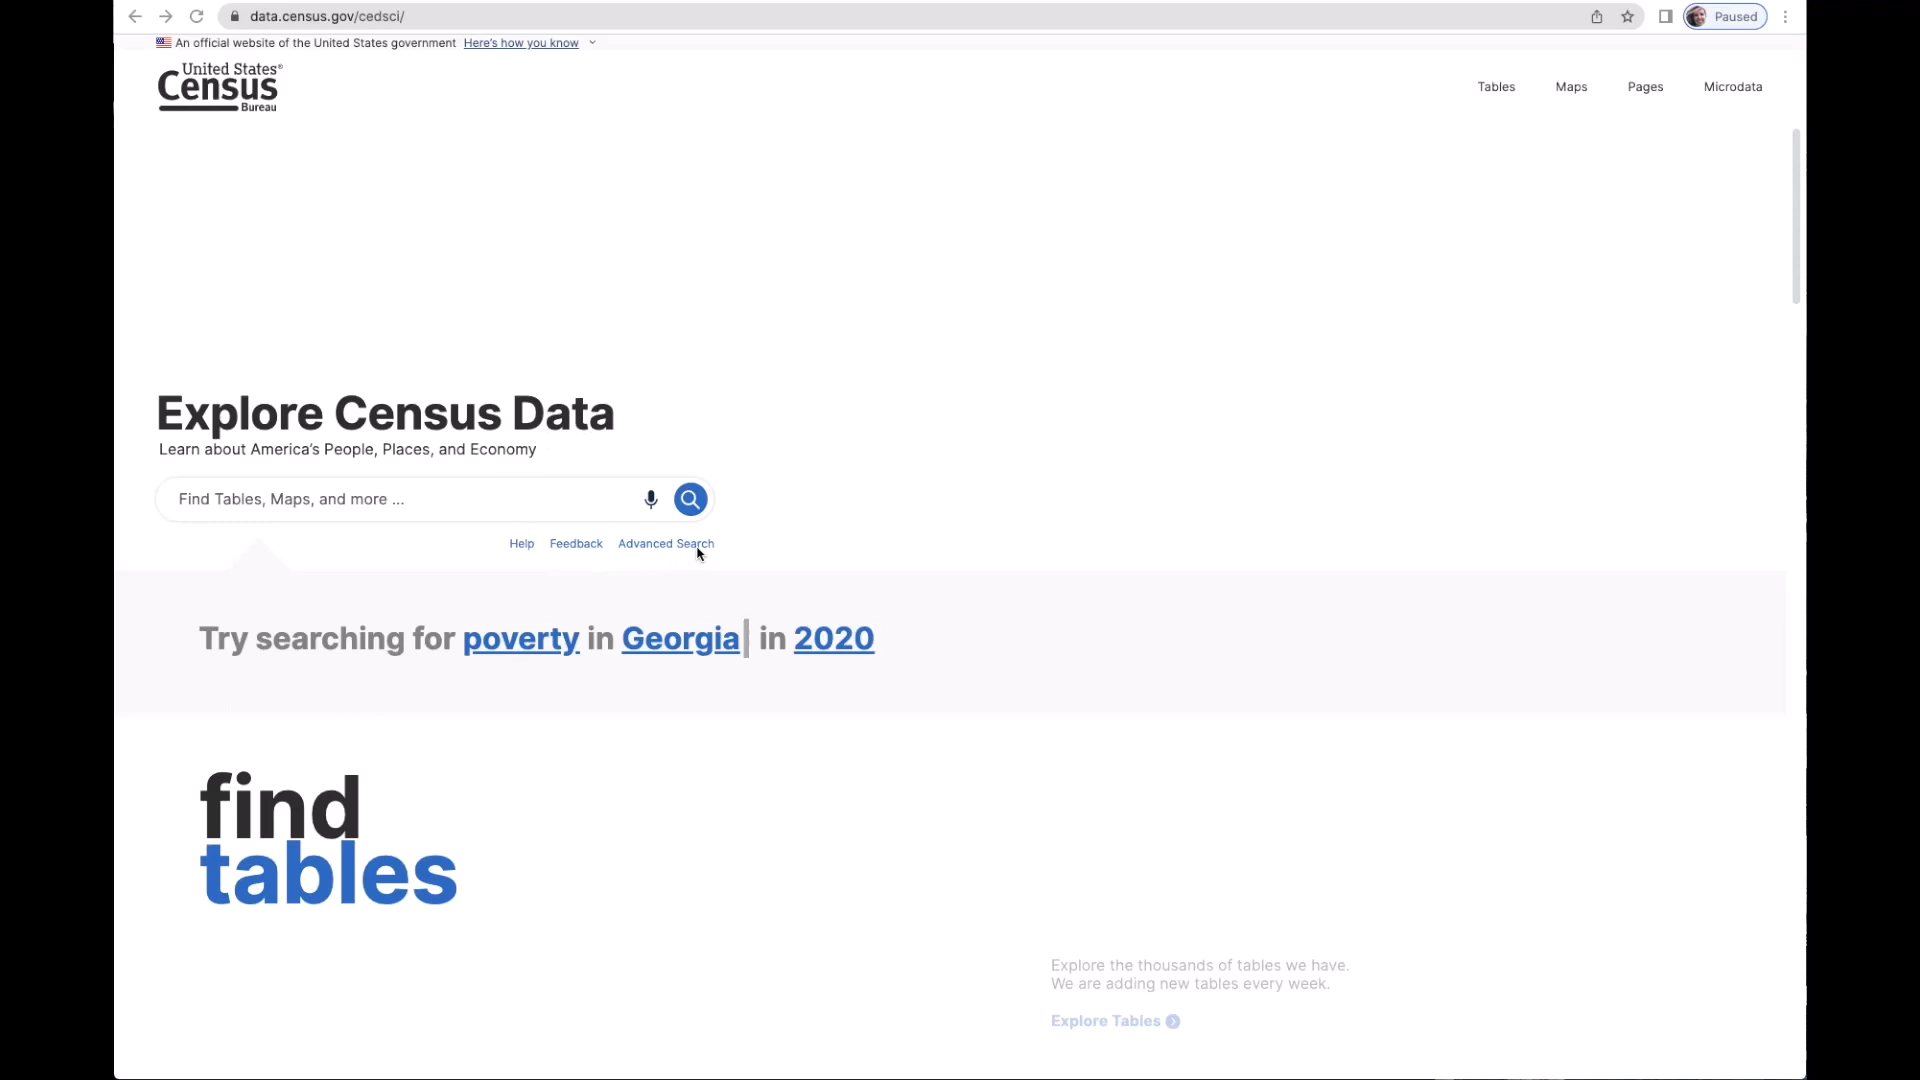 data.census.gov/cedsci/
Paused
An official website of the United States government Here's how you know
United States®
Census
Bureau
Tables Maps Pages Microdata
Explore Census Data
Learn about America's People, Places, and Economy
Find Tables, Maps, and more ...
Help Feedback Advanced Search
Try searching for poverty in Georgia in 2020
find
tables
Explore the thousands of tables we have.
We are adding new tables every week.
Explore Tables